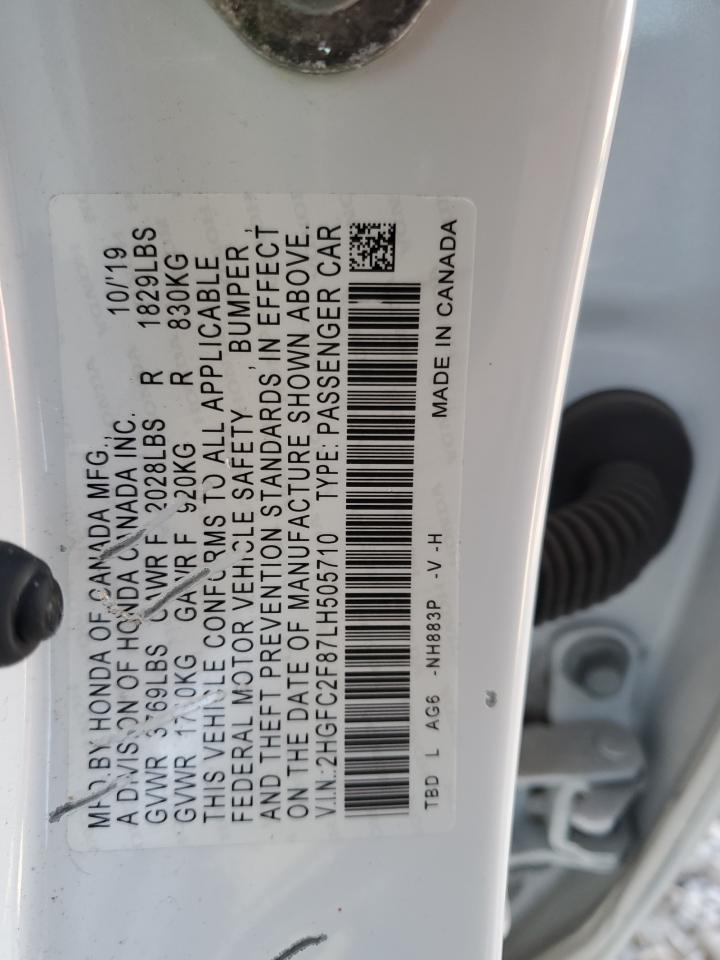 MFD.BY HONDA OF CANADA MFG., 10/'19
A DIVISION OF HONDA CANADA INC.
GVWR 3769LBS GAWR F 2028LBS R 1829LBS
GVWR 1710KG GAWR F 920KG R 830KG
THIS VEHICLE CONFORMS TO ALL APPLICABLE
FEDERAL MOTOR VEHICLE SAFETY , BUMPER ,
AND THEFT PREVENTION STANDARDS IN EFFECT
ON THE DATE OF MANUFACTURE SHOWN ABOVE.
V.I.N.:2HGFC2F87LH505710 TYPE: PASSENGER CAR
TBD L AG6 -NH883P -V -H MADE IN CANADA